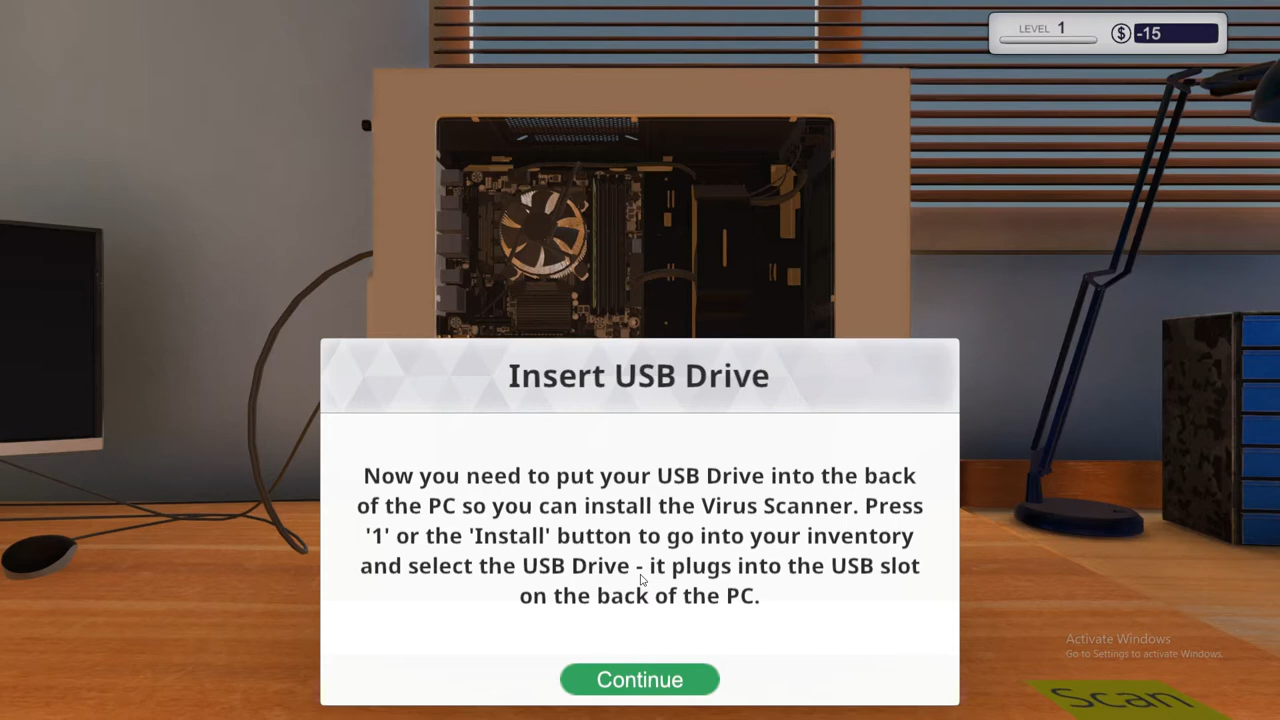 LEVEL 1
$ -15
Insert USB Drive
Now you need to put your USB Drive into the back
of the PC so you can install the Virus Scanner. Press
'1' or the 'Install' button to go into your inventory
and select the USB Drive - it plugs into the USB slot
on the back of the PC.
Activate Windows
Go to Settings to activate Windows.
Continue
Scan